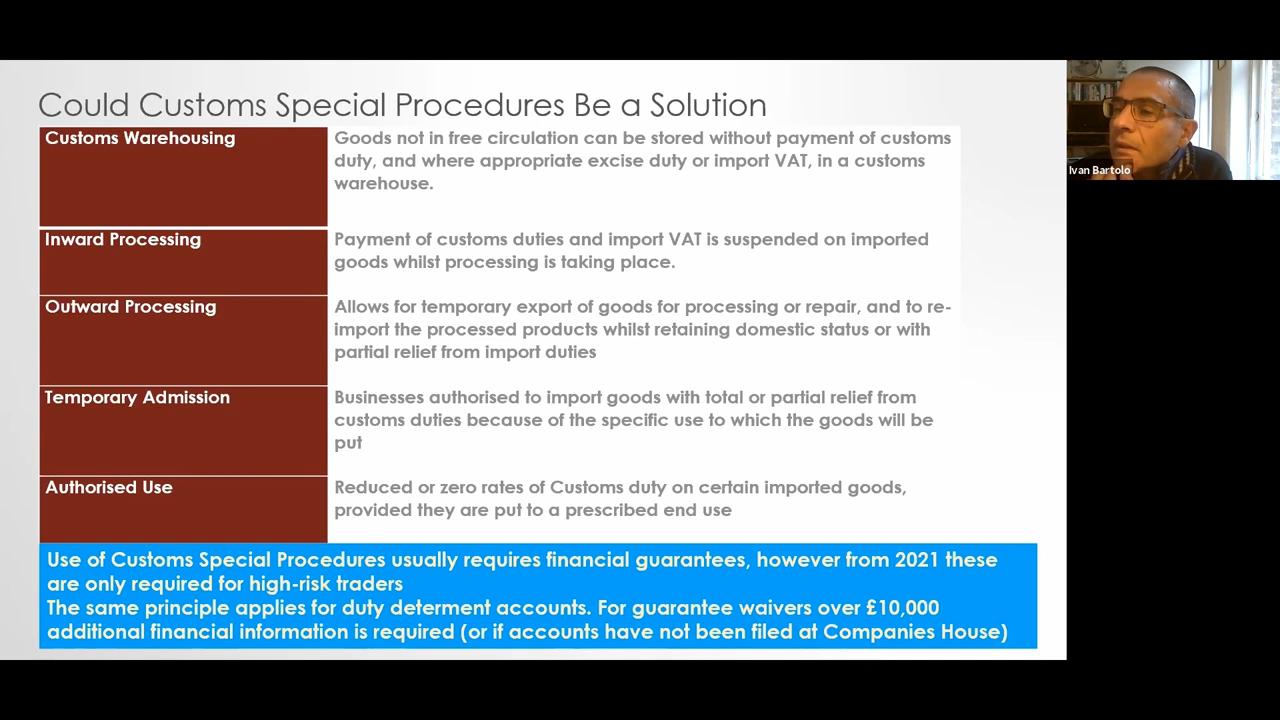 Could Customs Special Procedures Be a Solution
Customs Warehousing
Goods not in free circulation can be stored without payment of customs
duty, and where appropriate excise duty or import VAT, in a customs
warehouse.
Inward Processing
Payment of customs duties and import VAT is suspended on imported
goods whilst processing is taking place.
Outward Processing
Allows for temporary export of goods for processing or repair, and to re-
import the processed products whilst retaining domestic status or with
partial relief from import duties
Temporary Admission
Businesses authorised to import goods with total or partial relief from
customs duties because of the specific use to which the goods will be
put
Authorised Use
Reduced or zero rates of Customs duty on certain imported goods,
provided they are put to a prescribed end use
Use of Customs Special Procedures usually requires financial guarantees, however from 2021 these
are only required for high-risk traders
The same principle applies for duty determent accounts. For guarantee waivers over £10,000
additional financial information is required (or if accounts have not been filed at Companies House)
Ivan Bartolo